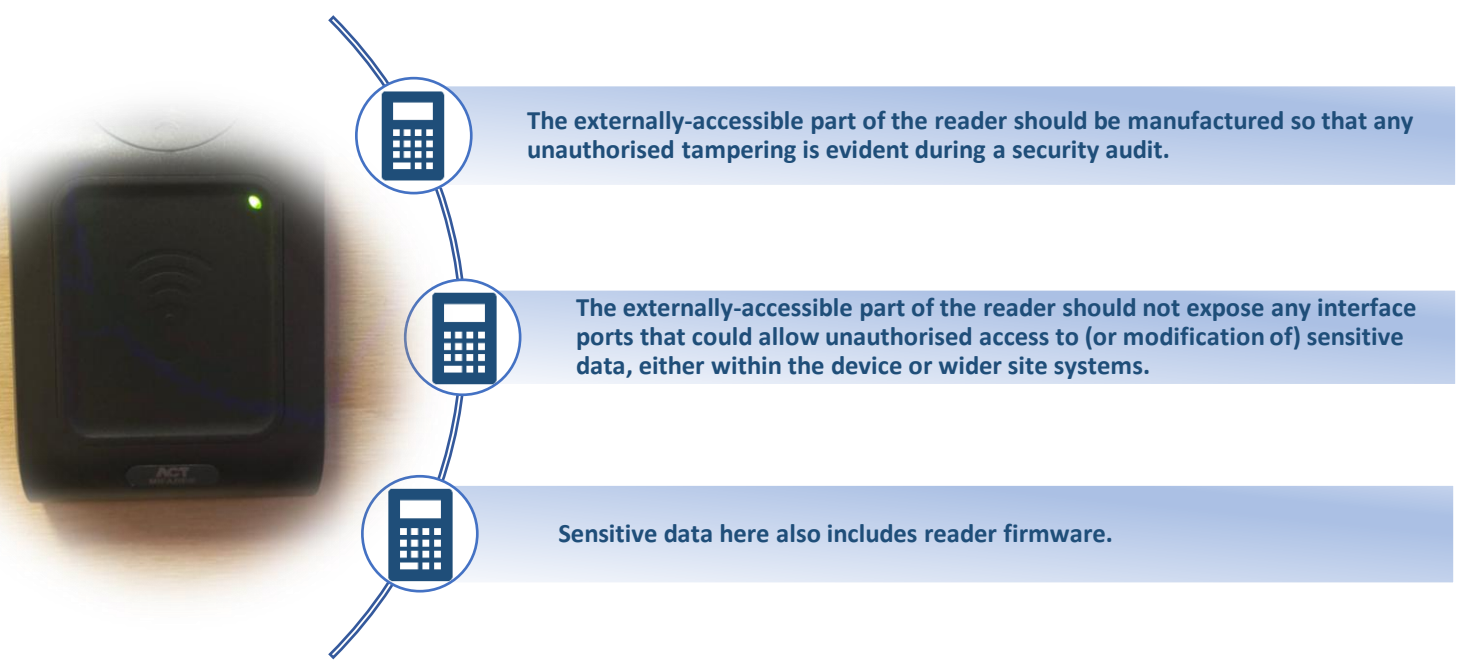 The externally-accessible part of the reader should be manufactured so that any
unauthorised tampering is evident during a security audit.
The externally-accessible part of the reader should not expose any interface
ports that could allow unauthorised access to (or modification of) sensitive
data, either within the device or wider site systems.
Sensitive data here also includes reader firmware.
ACT